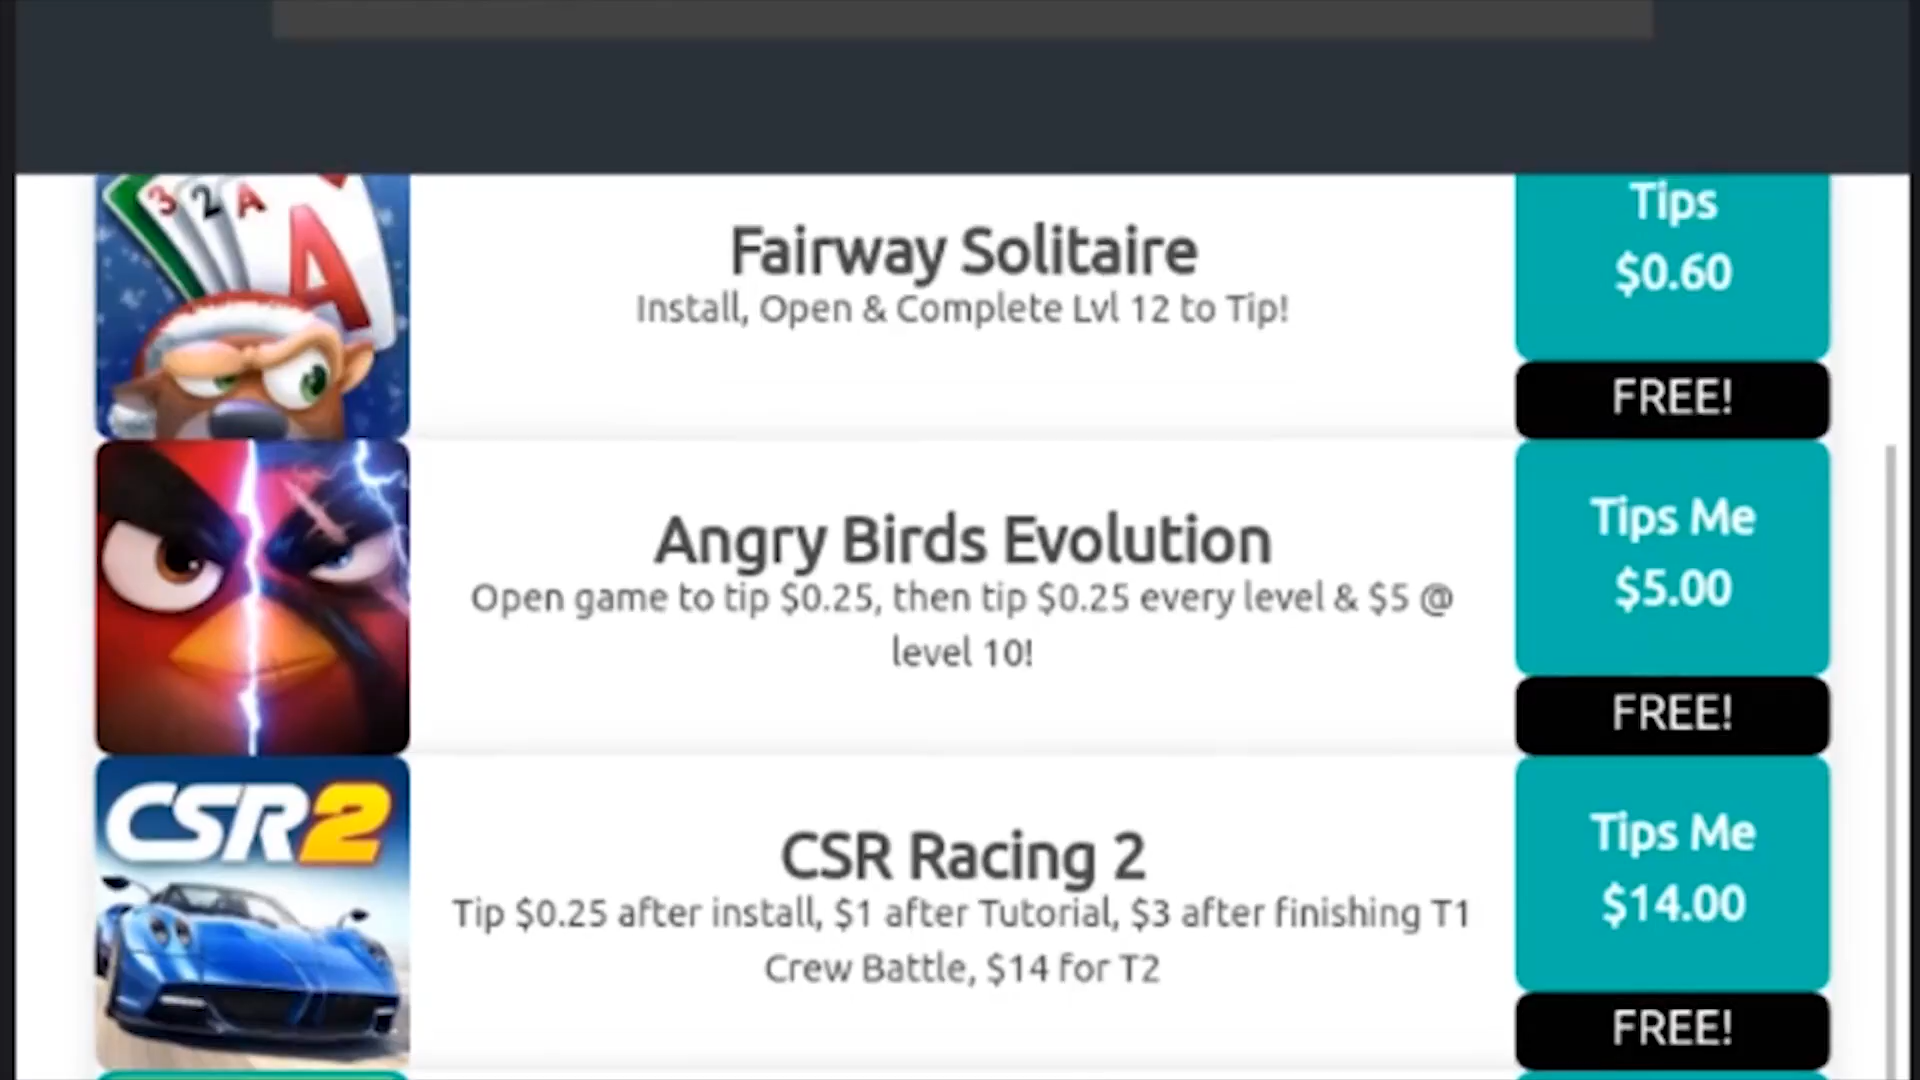 3 2 A
A
Tips
$0.60
Fairway Solitaire
Install, Open & Complete Lvl 12 to Tip!
FREE!
Angry Birds Evolution
Open game to tip $0.25, then tip $0.25 every level & $5 @
level 10!
Tips Me
$5.00
FREE!
CSR2
CSR Racing 2
Tip $0.25 after install, $1 after Tutorial, $3 after finishing T1
Crew Battle, $14 for T2
Tips Me
$14.00
FREE!